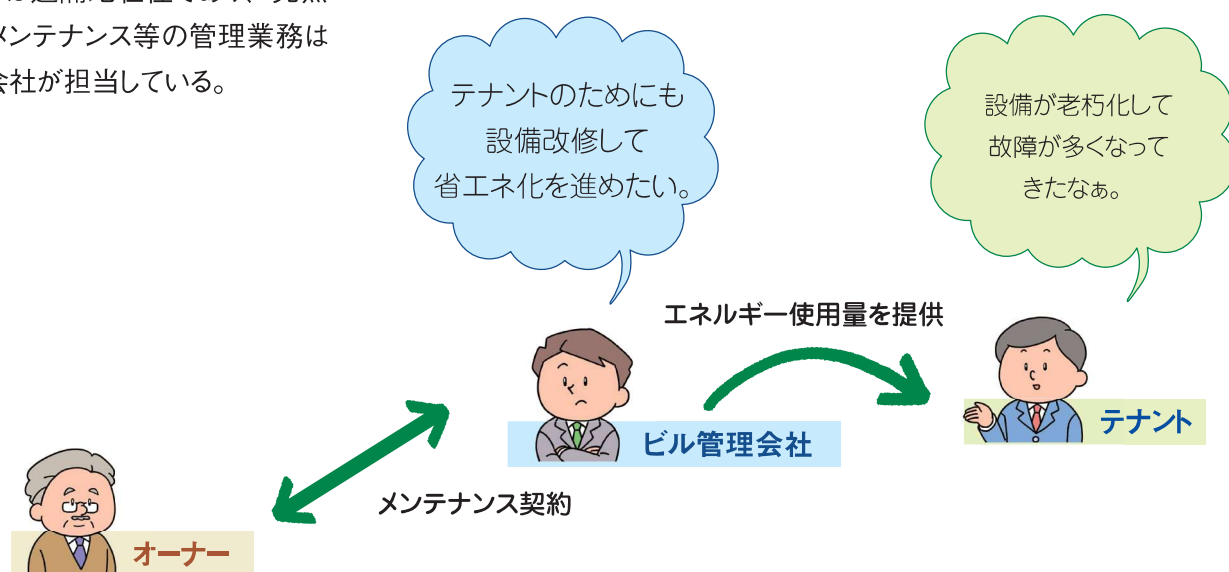 メンテナンス等の管理業務は
会社が担当している。
テナントのためにも
設備改修して
省エネ化を進めたい。
設備が老朽化して
故障が多くなって
きたなぁ。
エネルギー使用量を提供
ビル管理会社
テナント
メンテナンス契約
オーナー